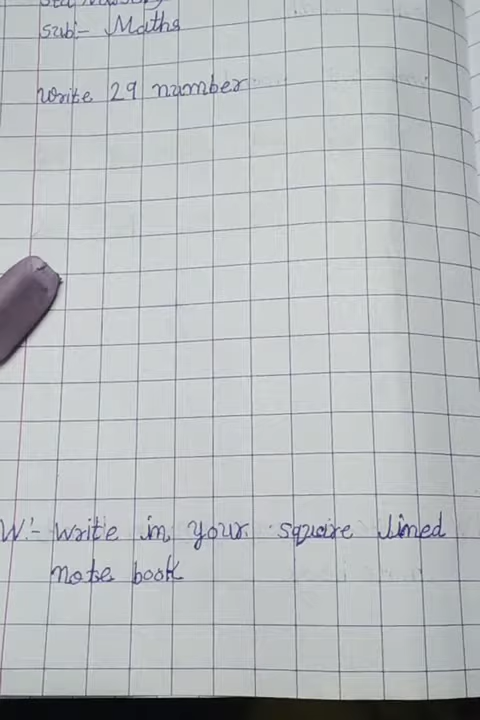 Sub:- Maths
Write 29 number
W:- Write in your square lined
note book